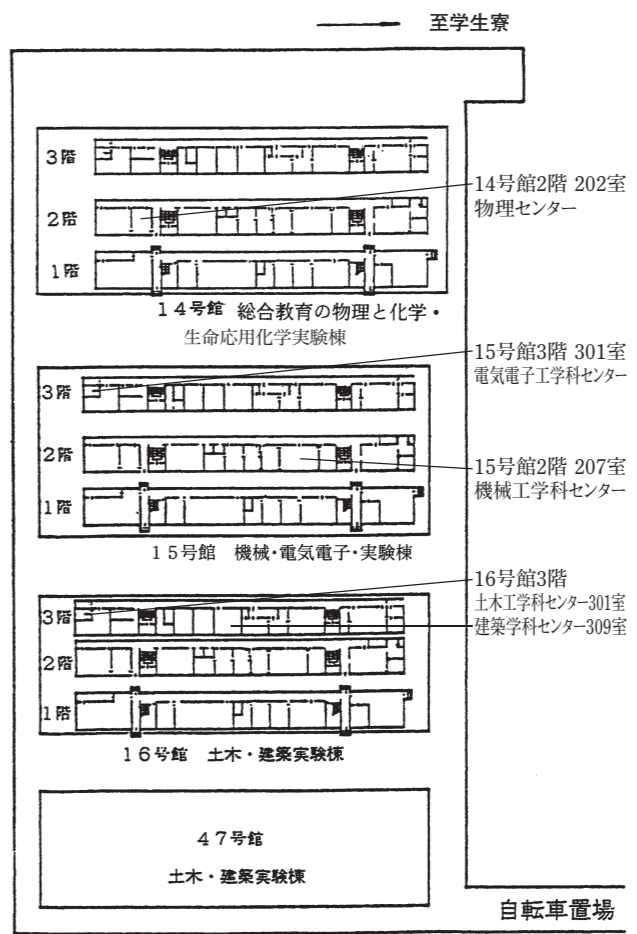 至学生寮
3階
2階
1階
14号館2階 202室
物理センター
14号館 総合教育の物理と化学・
生命応用化学実験棟
3階
2階
1階
15号館3階 301室
電気電子工学科センター
15号館2階 207室
機械工学科センター
15号館 機械・電気電子・実験棟
3階
2階
1階
16号館3階
土木工学科センター301室
建築学科センター309室
16号館 土木・建築実験棟
47号館
土木・建築実験棟
自転車置場